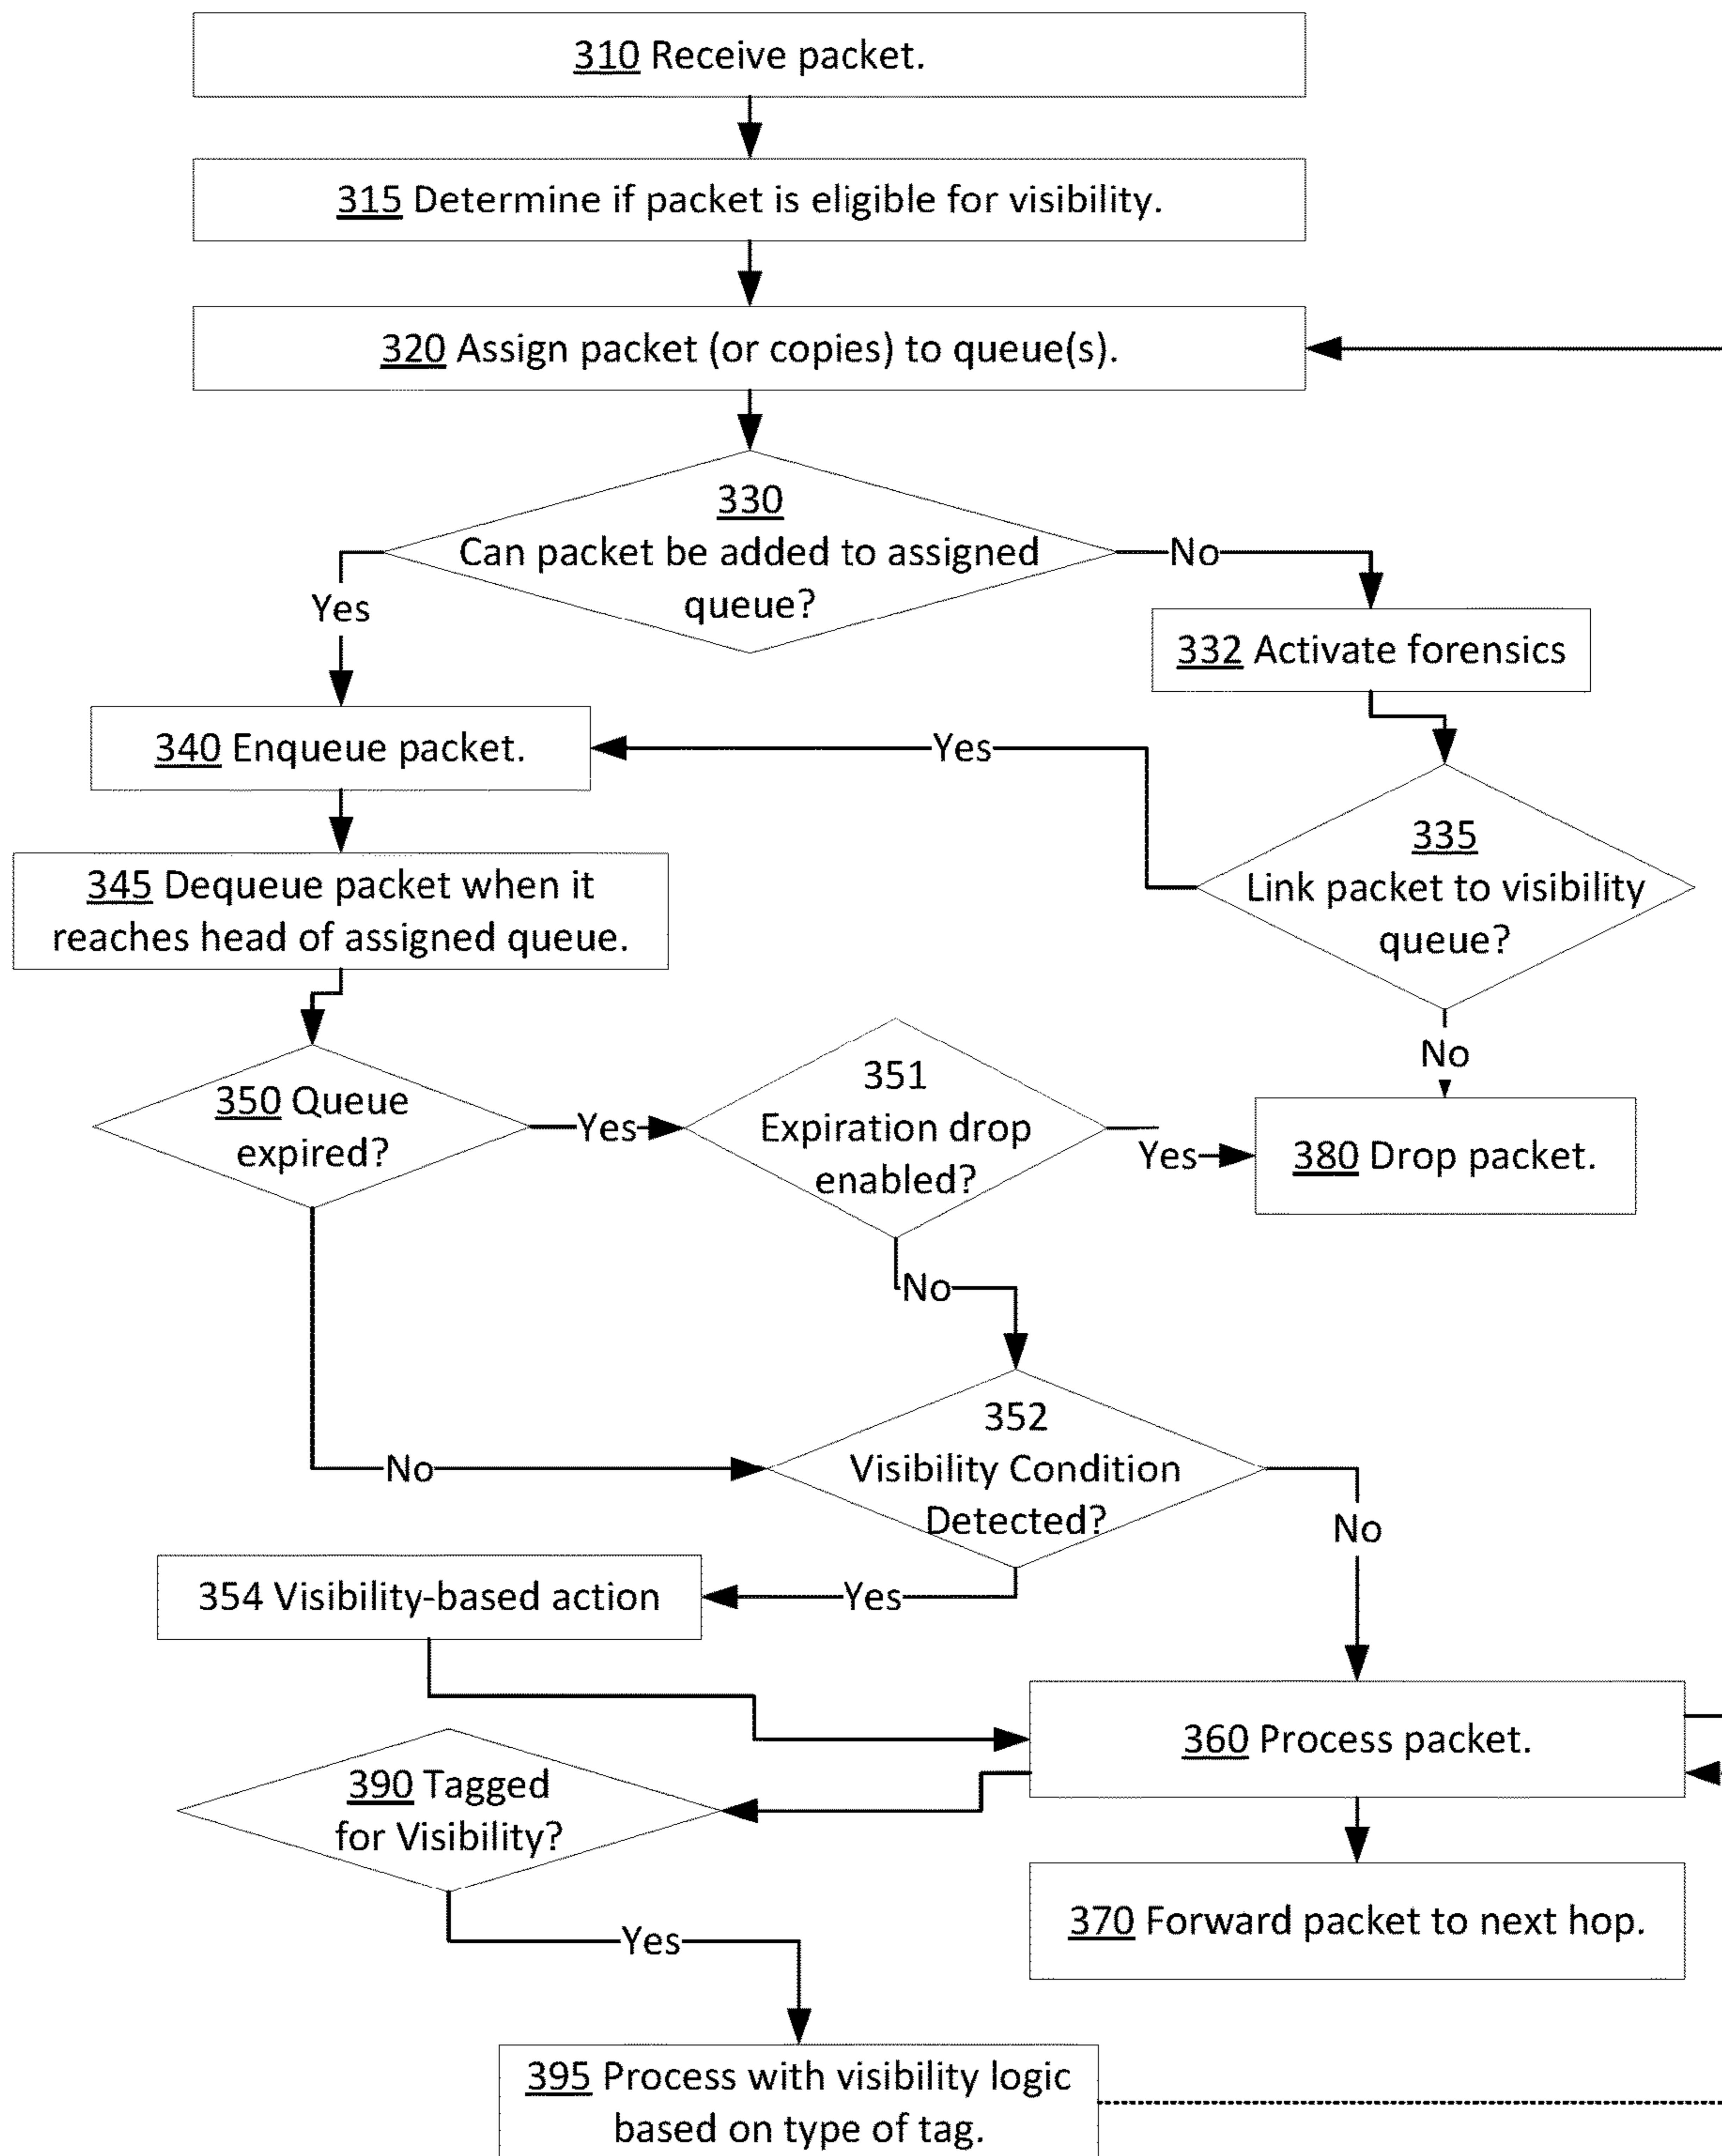 310 Receive packet.
315 Determine if packet is eligible for visibility.
320 Assign packet (or copies) to queue(s).
330
Can packet be added to assigned
queue?
No
Yes
332 Activate forensics
340 Enqueue packet.
Yes
335
Link packet to visibility
queue?
345 Dequeue packet when it
reaches head of assigned queue.
No
350 Queue
expired?
Yes
351
Expiration drop
enabled?
Yes
380 Drop packet.
No
352
Visibility Condition
Detected?
No
No
354 Visibility-based action
Yes
360 Process packet.
390 Tagged
for Visibility?
370 Forward packet to next hop.
Yes
395 Process with visibility logic
based on type of tag.